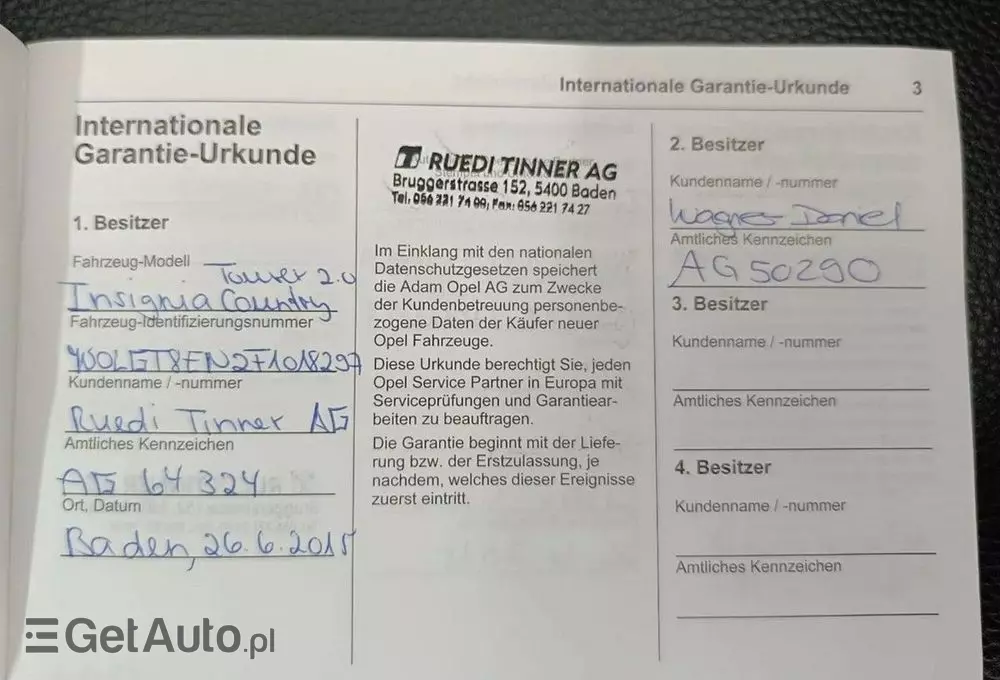 Internationale Garantie-Urkunde 3
Internationale
Garantie-Urkunde
1. Besitzer
Fahrzeug-Modell
Tourer 2.0
Insignia Country
Fahrzeug-Identifizierungsnummer
W0LGT8EN2F1018297
Kundenname / -nummer
Ruedi Tinner AG
Amtliches Kennzeichen
AG 64 324
Ort, Datum
Baden, 26.6.2015
RUEDI TINNER AG
Bruggerstrasse 152, 5400 Baden
Tel. 056 221 74 00, Fax: 056 221 74 27
Im Einklang mit den nationalen
Datenschutzgesetzen speichert
die Adam Opel AG zum Zwecke
der Kundenbetreuung personenbe-
zogene Daten der Käufer neuer
Opel Fahrzeuge.
Diese Urkunde berechtigt Sie, jeden
Opel Service Partner in Europa mit
Serviceprüfungen und Garantiear-
beiten zu beauftragen.
Die Garantie beginnt mit der Liefe-
rung bzw. der Erstzulassung, je
nachdem, welches dieser Ereignisse
zuerst eintritt.
2. Besitzer
Kundenname / -nummer
Wagner Daniel
Amtliches Kennzeichen
AG 50290
3. Besitzer
Kundenname / -nummer
Amtliches Kennzeichen
4. Besitzer
Kundenname / -nummer
Amtliches Kennzeichen
GetAuto.pl